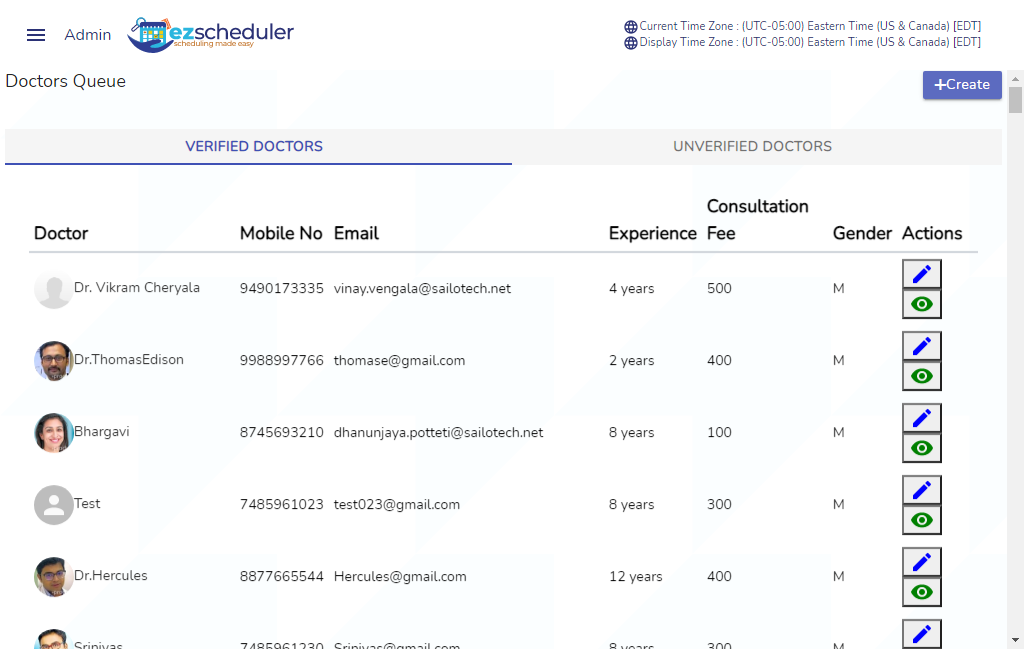 Admin
ezscheduler
scheduling made easy
Current Time Zone : (UTC-05:00) Eastern Time (US & Canada) [EDT]
Display Time Zone : (UTC-05:00) Eastern Time (US & Canada) [EDT]
Doctors Queue
+Create
VERIFIED DOCTORS UNVERIFIED DOCTORS
Doctor Mobile No Email Experience Consultation Fee Gender Actions
Dr. Vikram Cheryala 9490173335 vinay.vengala@sailotech.net 4 years 500 M
Dr.ThomasEdison 9988997766 thomase@gmail.com 2 years 400 M
Bhargavi 8745693210 dhanunjaya.potteti@sailotech.net 8 years 100 M
Test 7485961023 test023@gmail.com 8 years 300 M
Dr.Hercules 8877665544 Hercules@gmail.com 12 years 400 M
Srinivas 7485961230 Srinivas@gmail.com 8 years 300 M